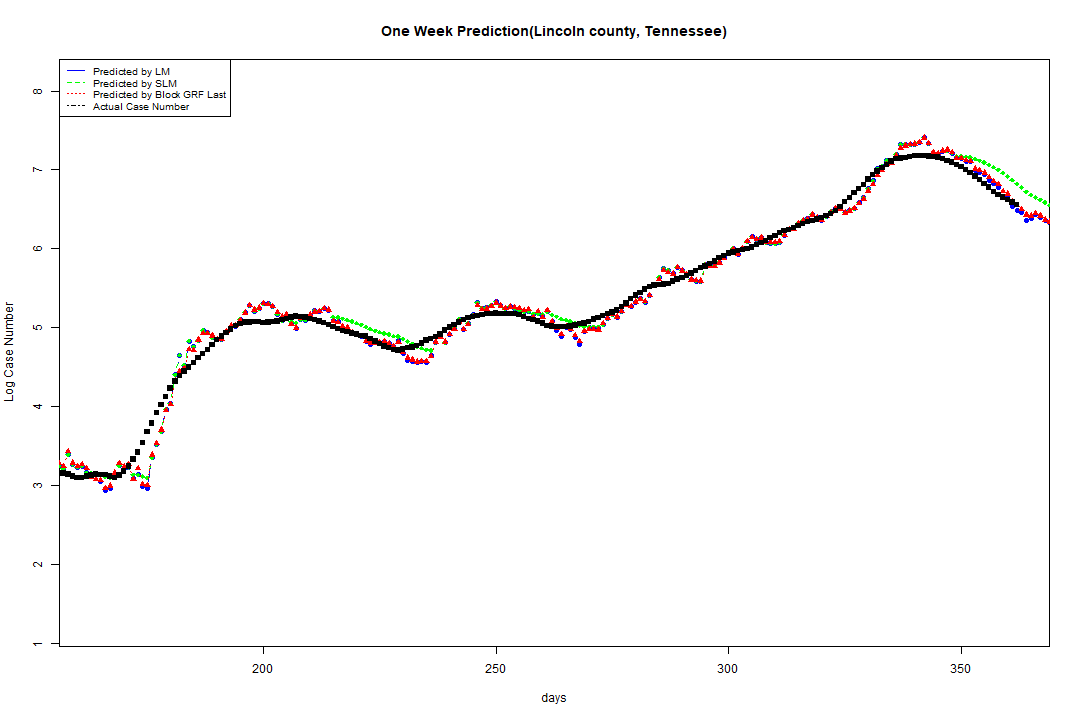 One Week Prediction(Lincoln county, Tennessee)
Predicted by LM
Predicted by SLM
Predicted by Block GRF Last
Actual Case Number
8
7
6
5
4
3
2
1
Log Case Number
200 250 300 350
days